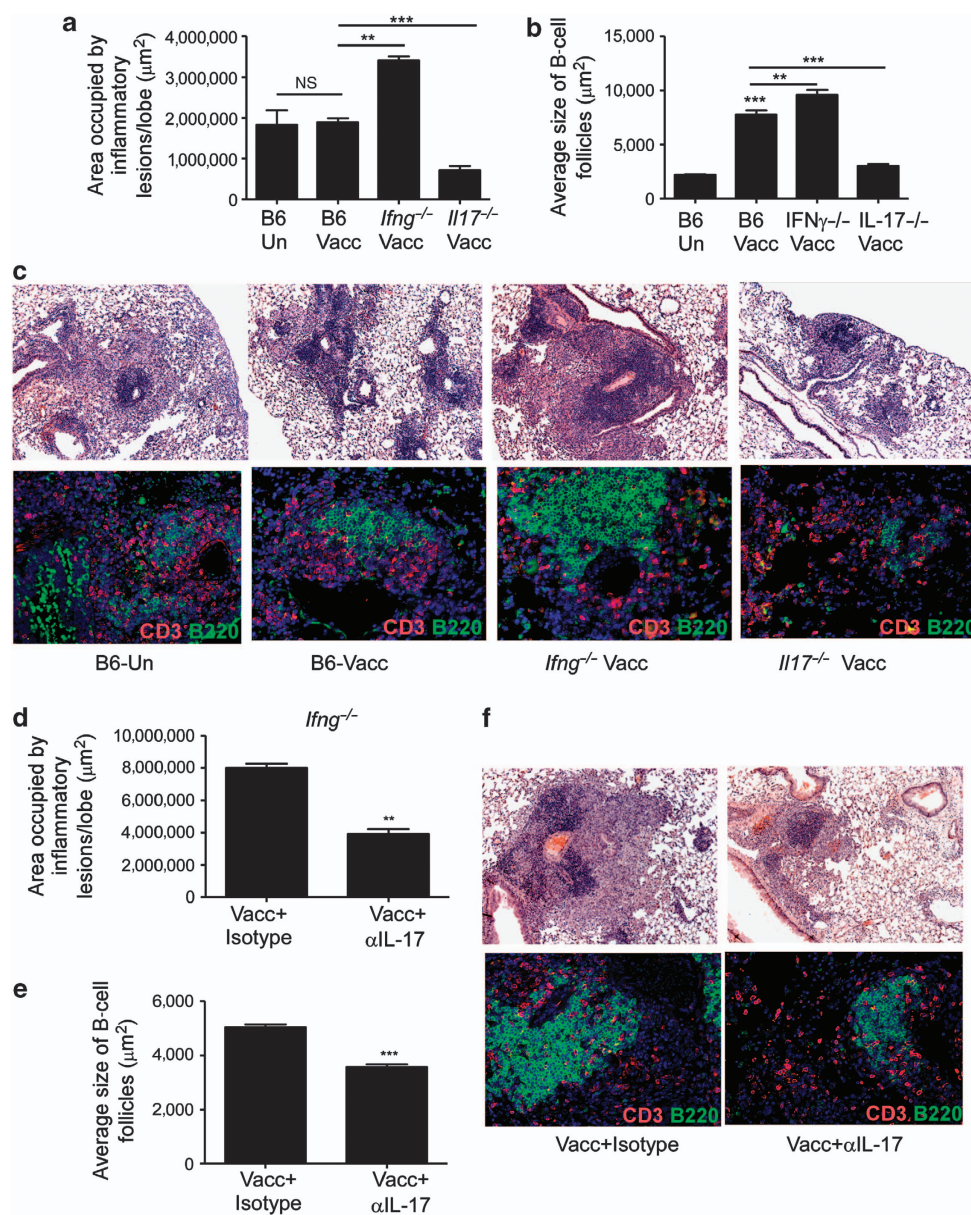 a
Area occupied by
inflammatory
lesions/lobe (μm²)
4,000,000
3,000,000
2,000,000
1,000,000
0
NS
**
***
B6
Un
B6
Vacc
Ifng⁻/⁻
Vacc
Il17⁻/⁻
Vacc
b
Average size of B-cell
follicles (μm²)
15,000
10,000
5,000
0
***
**
***
B6
Un
B6
Vacc
IFNγ-/-
Vacc
IL-17-/-
Vacc
c
CD3 B220
CD3 B220
CD3 B220
CD3 B220
B6-Un
B6-Vacc
Ifng⁻/⁻ Vacc
Il17⁻/⁻ Vacc
d
Ifng⁻/⁻
Area occupied by
inflammatory
lesions/lobe (μm²)
10,000,000
8,000,000
6,000,000
4,000,000
2,000,000
0
**
Vacc+
Isotype
Vacc+
αIL-17
e
Average size of B-cell
follicles (μm²)
6,000
4,000
2,000
0
***
Vacc+
Isotype
Vacc+
αIL-17
f
CD3 B220
CD3 B220
Vacc+Isotype
Vacc+αIL-17